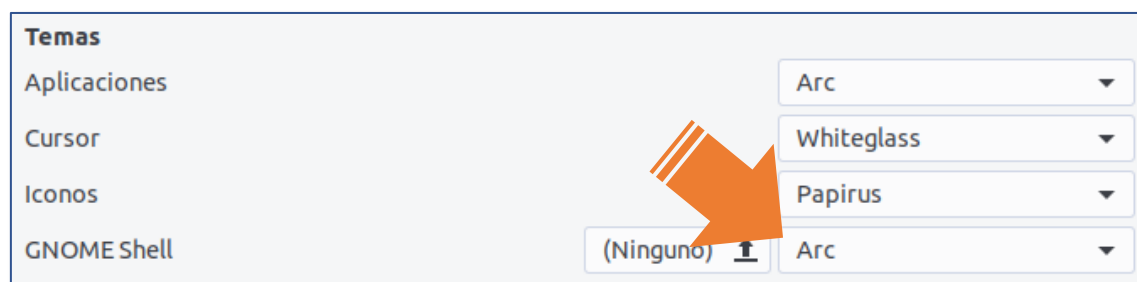 Temas
Aplicaciones Arc
Cursor Whiteglass
Iconos Papirus
GNOME Shell (Ninguno) Arc